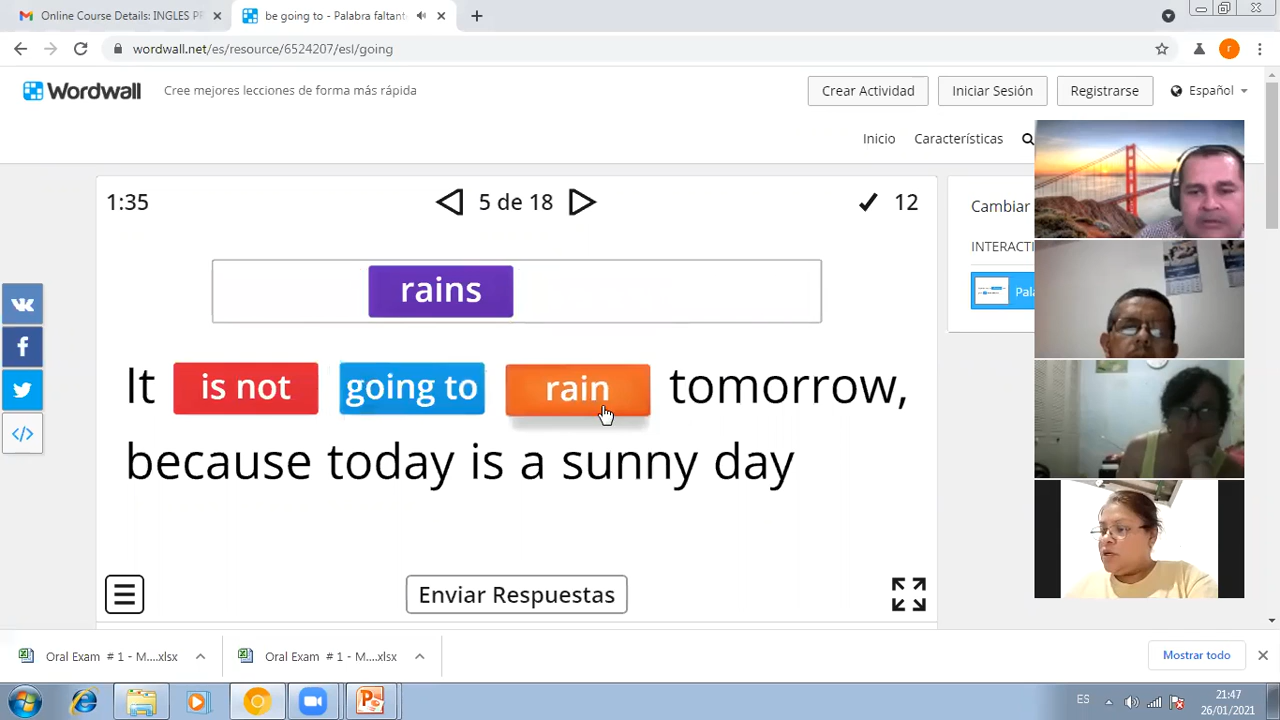 Online Course Details: INGLES PR
be going to - Palabra faltant
wordwall.net/es/resource/6524207/esl/going
r
Wordwall
Cree mejores lecciones de forma más rápida
Crear Actividad
Iniciar Sesión
Registrarse
Español
Inicio
Características
1:35
5 de 18
12
Cambiar
INTERACTI
Pala
rains
It is not going to rain tomorrow,
because today is a sunny day
Enviar Respuestas
Oral Exam # 1 - M....xlsx
Oral Exam # 1 - M....xlsx
Mostrar todo
ES
21:47
26/01/2021